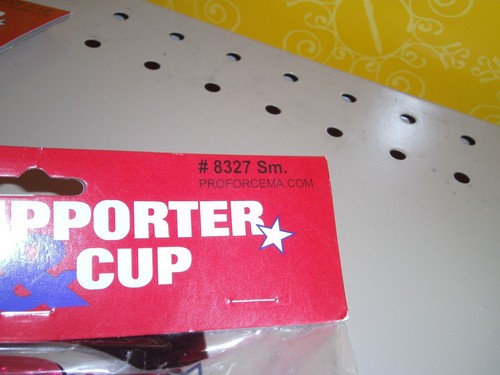 # 8327 Sm.
PROFORCEMA.COM
PPORTER
CUP